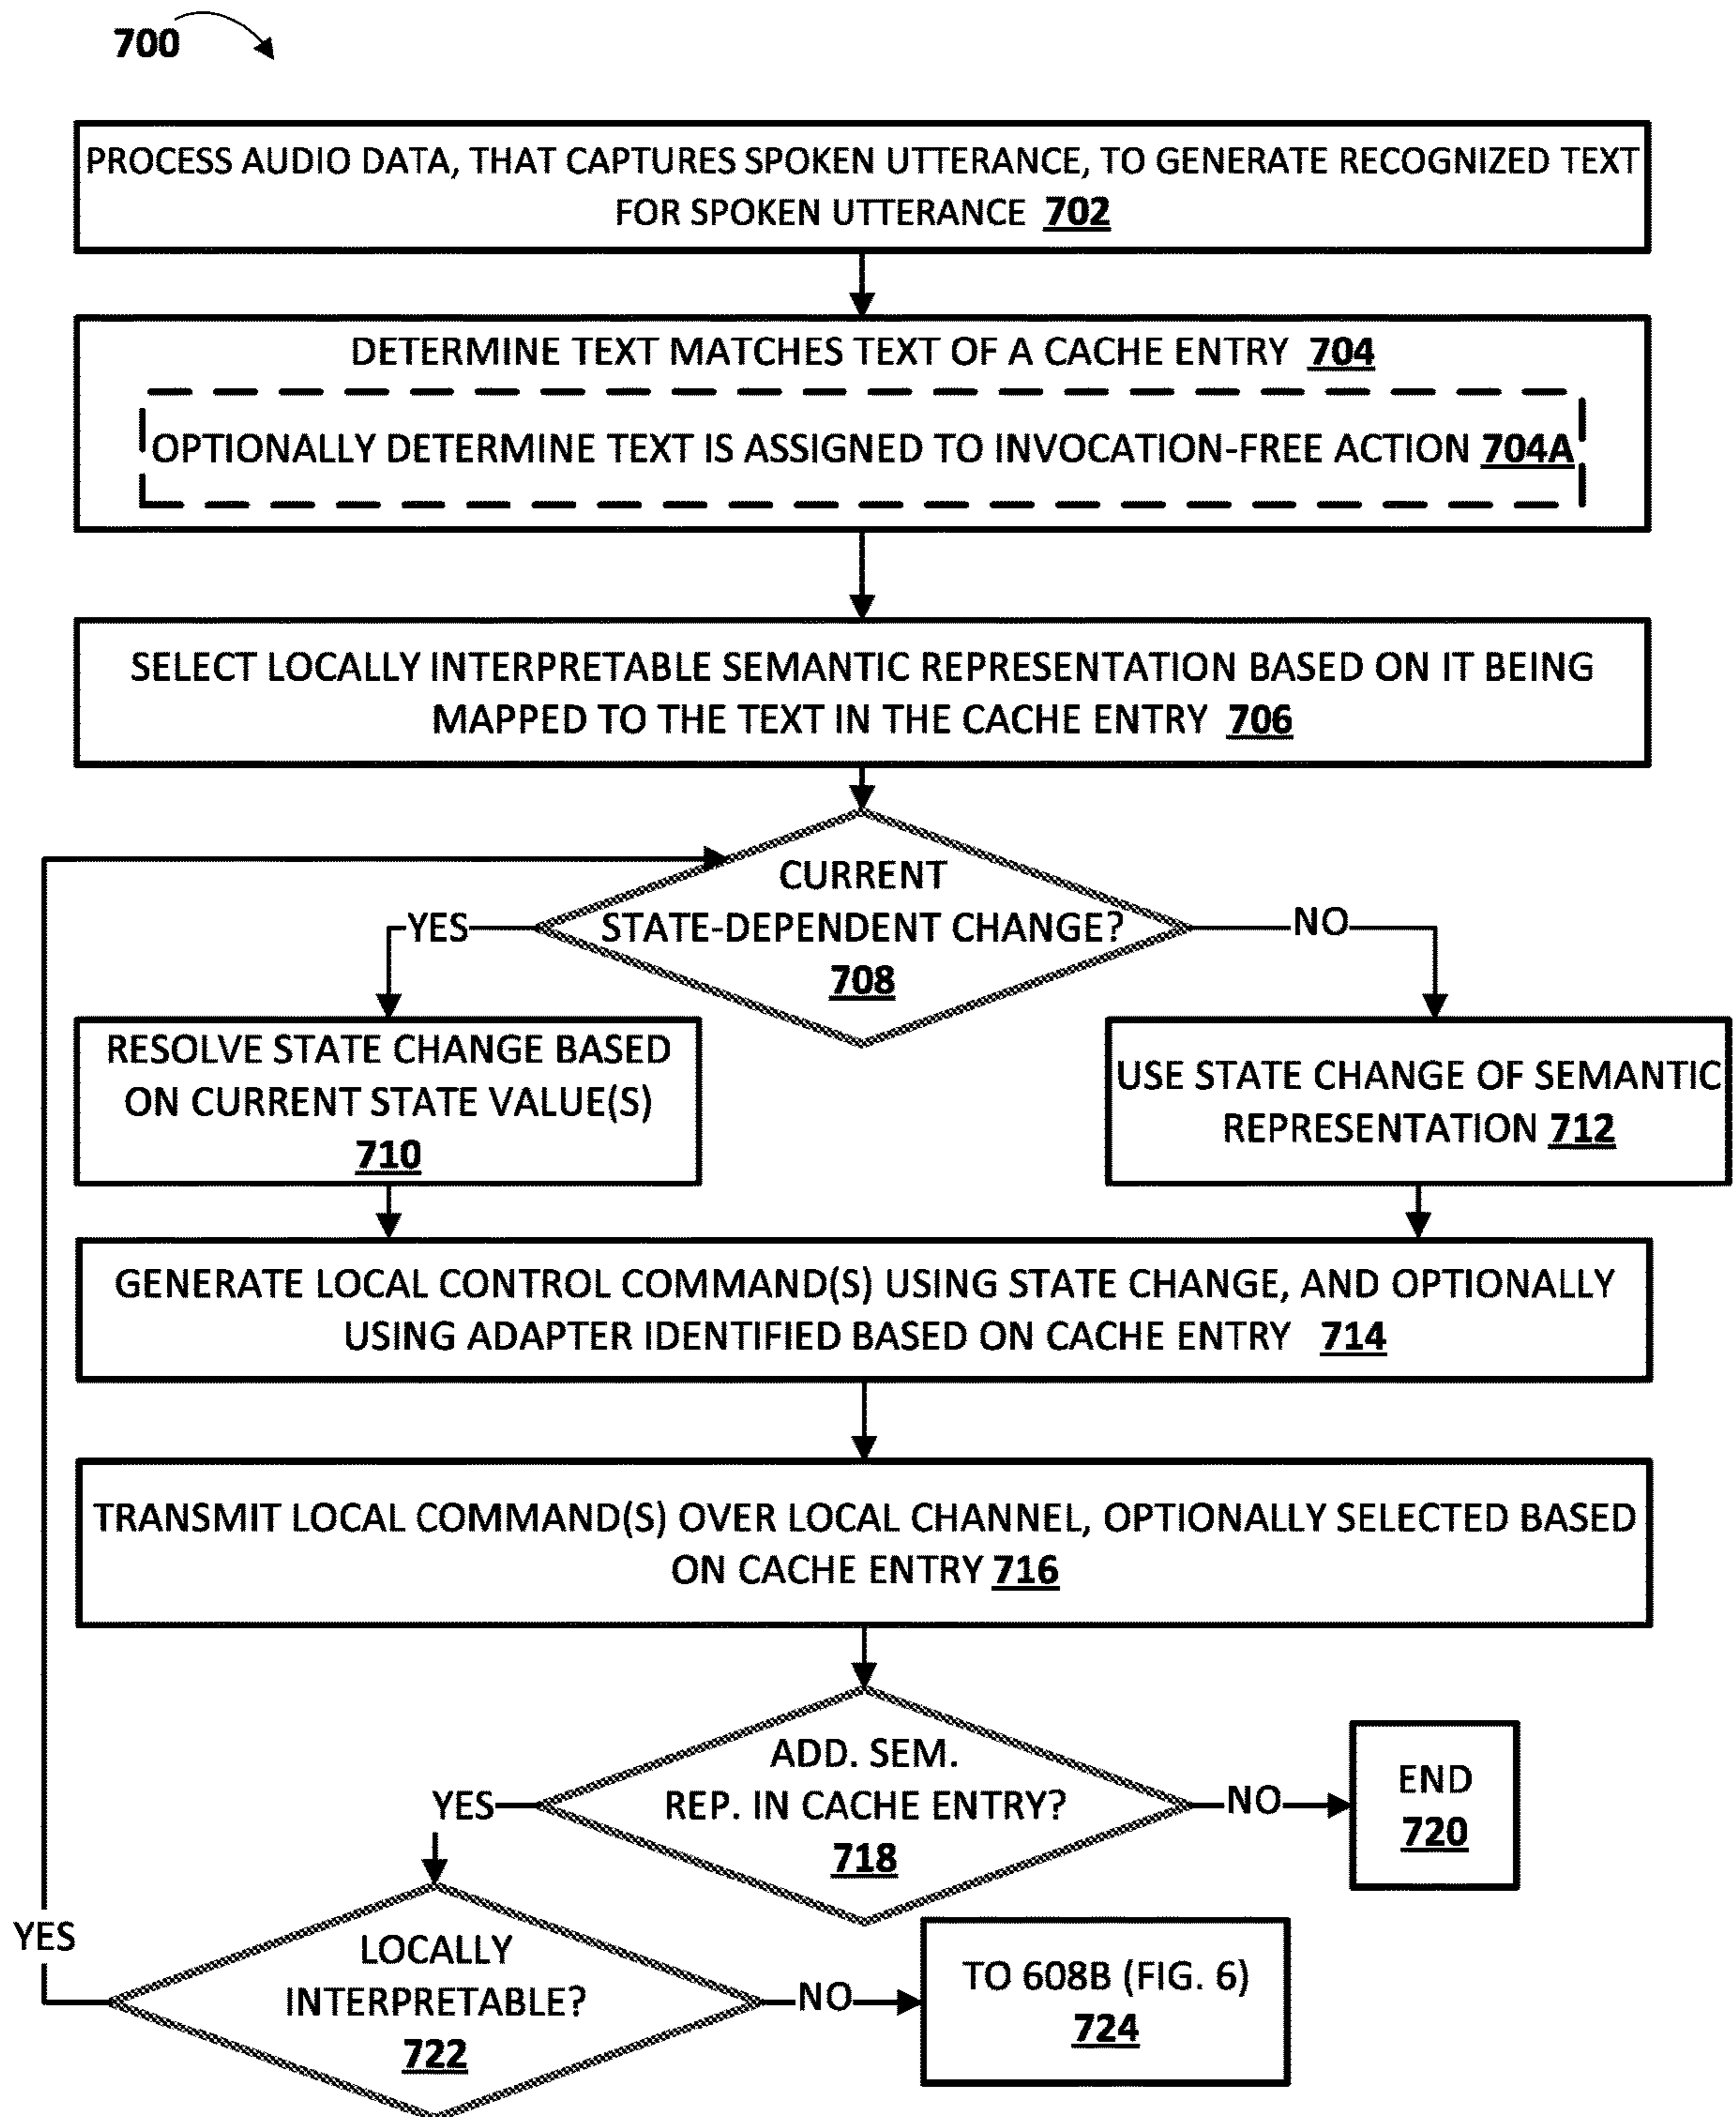 700
PROCESS AUDIO DATA, THAT CAPTURES SPOKEN UTTERANCE, TO GENERATE RECOGNIZED TEXT
FOR SPOKEN UTTERANCE 702
DETERMINE TEXT MATCHES TEXT OF A CACHE ENTRY 704
OPTIONALLY DETERMINE TEXT IS ASSIGNED TO INVOCATION-FREE ACTION 704A
SELECT LOCALLY INTERPRETABLE SEMANTIC REPRESENTATION BASED ON IT BEING
MAPPED TO THE TEXT IN THE CACHE ENTRY 706
CURRENT
STATE-DEPENDENT CHANGE?
708
YES
NO
RESOLVE STATE CHANGE BASED
ON CURRENT STATE VALUE(S)
710
USE STATE CHANGE OF SEMANTIC
REPRESENTATION 712
GENERATE LOCAL CONTROL COMMAND(S) USING STATE CHANGE, AND OPTIONALLY
USING ADAPTER IDENTIFIED BASED ON CACHE ENTRY 714
TRANSMIT LOCAL COMMAND(S) OVER LOCAL CHANNEL, OPTIONALLY SELECTED BASED
ON CACHE ENTRY 716
ADD. SEM.
REP. IN CACHE ENTRY?
718
YES
NO
END
720
LOCALLY
INTERPRETABLE?
722
YES
NO
TO 608B (FIG. 6)
724